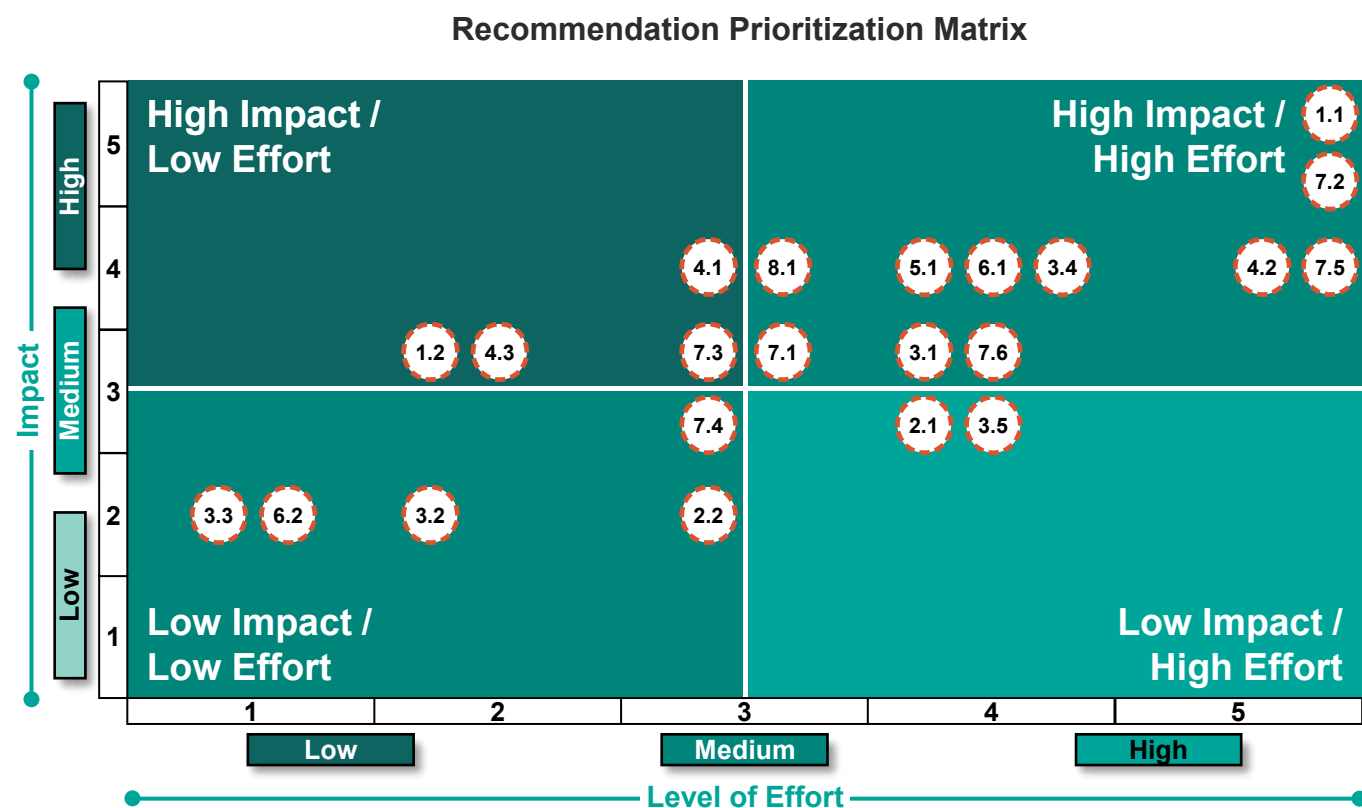 Recommendation Prioritization Matrix
High Impact /
Low Effort
High Impact /
High Effort
1.1
7.2
5
High
4
4.1
8.1
5.1
6.1
3.4
4.2
7.5
1.2
4.3
7.3
7.1
3.1
7.6
Impact
Medium
3
7.4
2.1
3.5
2
3.3
6.2
3.2
2.2
Low
1
Low Impact /
Low Effort
Low Impact /
High Effort
1 2 3 4 5
Low Medium High
Level of Effort